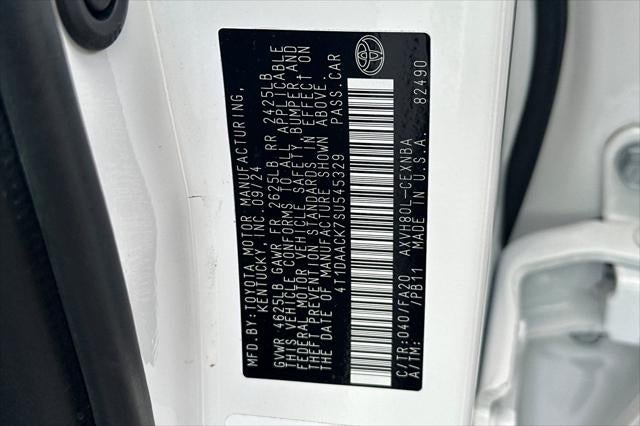 MFD.BY:TOYOTA MOTOR MANUFACTURING,
KENTUCKY, INC. 09/24
GVWR 4625LB GAWR FR 2625LB RR 2425LB
THIS VEHICLE CONFORMS TO ALL APPLICABLE
FEDERAL MOTOR VEHICLE SAFETY, BUMPER AND
THEFT PREVENTION STANDARDS IN EFFECT ON
THE DATE OF MANUFACTURE SHOWN ABOVE.
4T1DAACK7SU545329 PASS.CAR
C/TR:040/FA20 AXVH80L-CEXNBA
A/TM: /PB11 MADE IN U.S.A. 82490